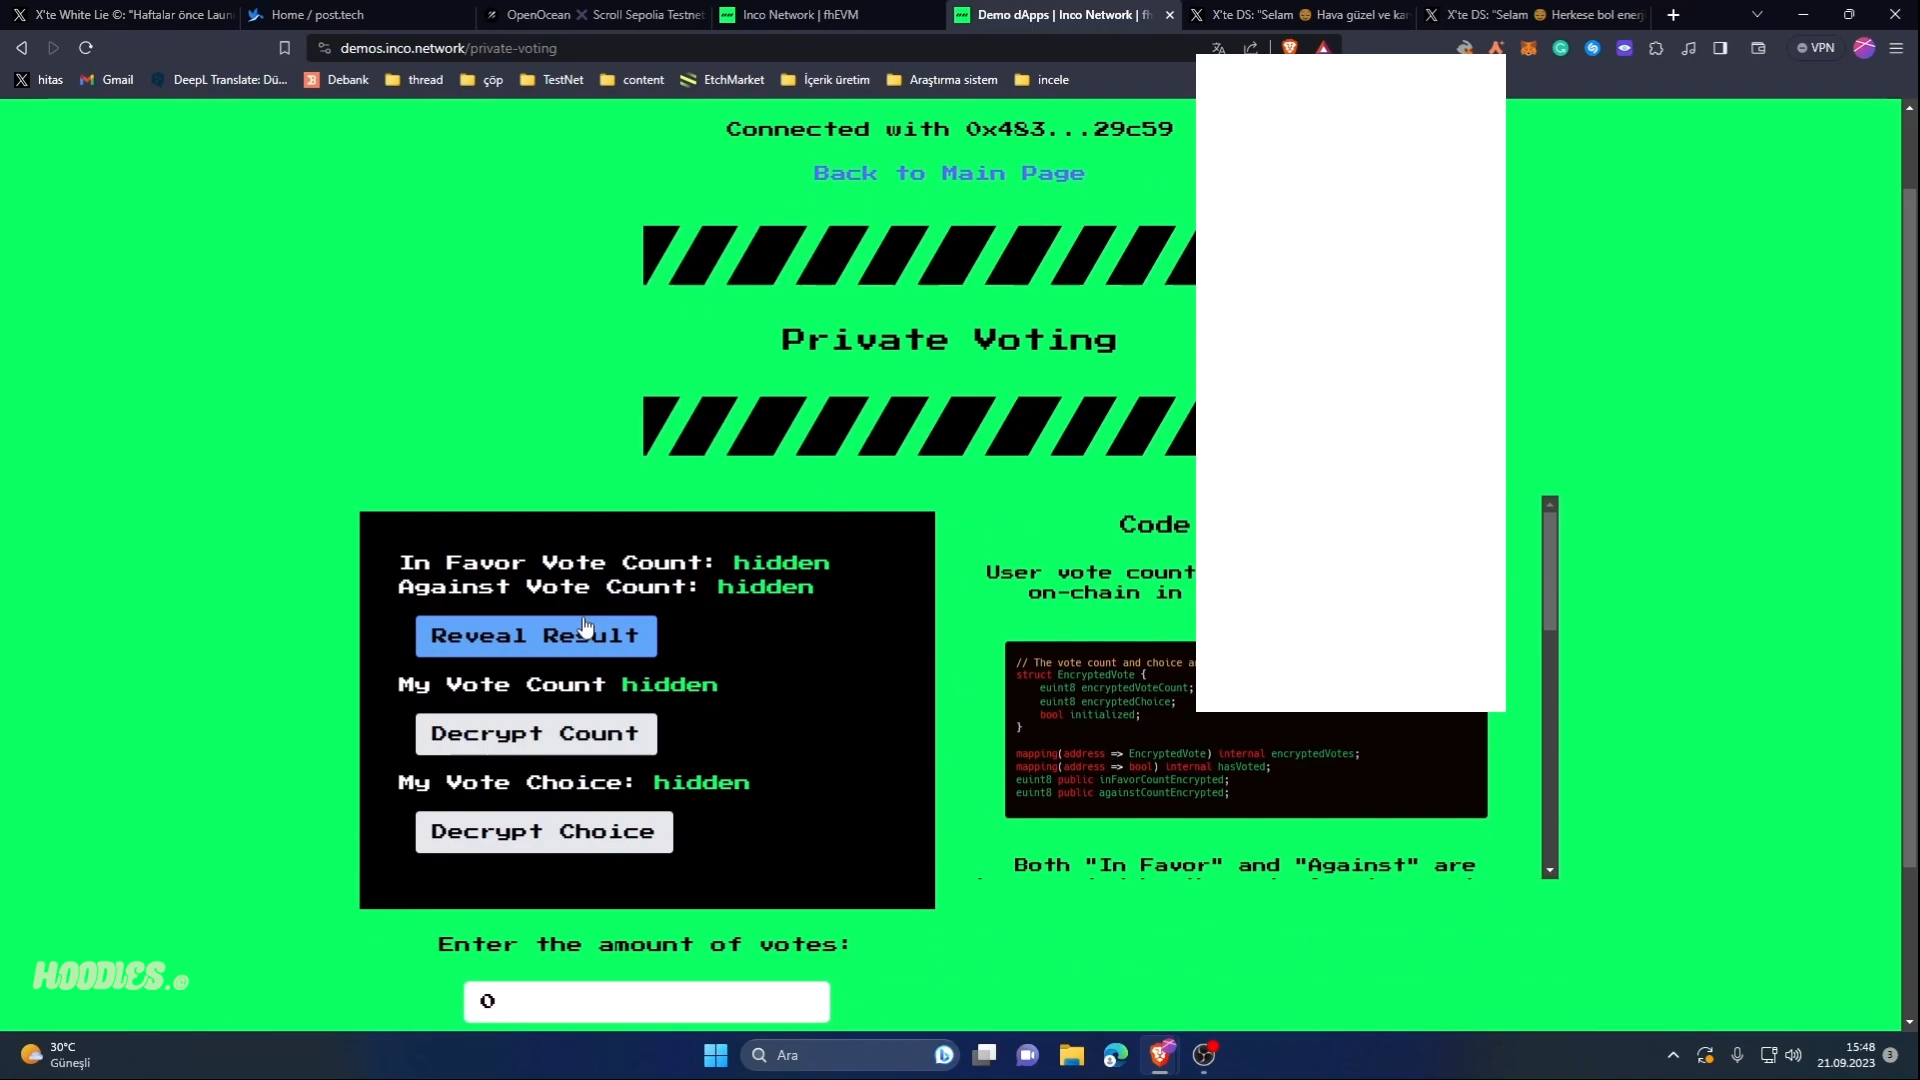 X'te White Lie ©: "Haftalar önce Laun
Home / post.tech
OpenOcean
Scroll Sepolia Testnet
Inco Network | fhEVM
Demo dApps | Inco Network | fh
X'te DS: "Selam 🍔 Hava güzel ve ka
X'te DS: "Selam 🍔 Herkese bol enerj
demos.inco.network/private-voting
VPN
hitas
Gmail
DeepL Translate: Dü...
Debank
thread
çöp
TestNet
content
EtchMarket
İçerik üretim
Araştırma sistem
incele
Connected with 0x483...29c59
Back to Main Page
Private Voting
In Favor Vote Count: hidden
Against Vote Count: hidden
Reveal Result
My Vote Count hidden
Decrypt Count
My Vote Choice: hidden
Decrypt Choice
Enter the amount of votes:
0
Code
User vote count
on-chain in
// The vote count and choice a
struct EncryptedVote {
euint8 encryptedVoteCount;
euint8 encryptedChoice;
bool initialized;
}
mapping(address => EncryptedVote) internal encryptedVotes;
mapping(address => bool) internal hasVoted;
euint8 public inFavorCountEncrypted;
euint8 public againstCountEncrypted;
Both "In Favor" and "Against" are
HOODIES.©
30°C
Güneşli
Ara
15:48
21.09.2023
3